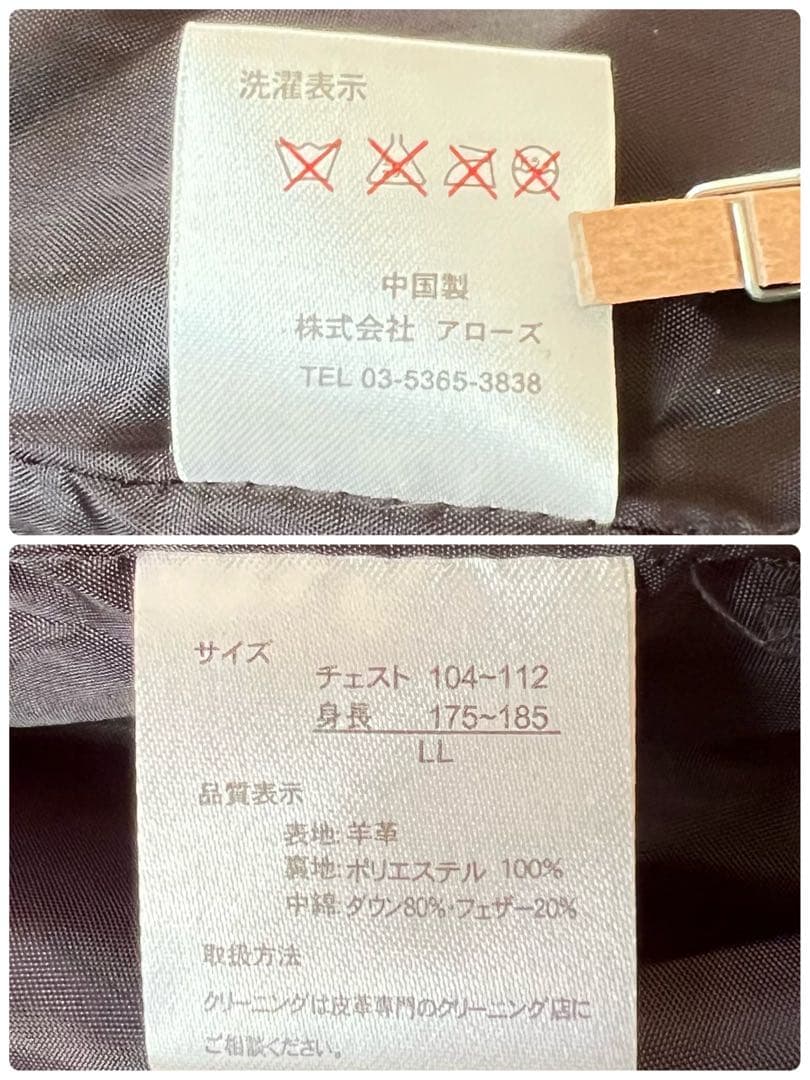 洗濯表示
中国製
株式会社 アローズ
TEL 03-5365-3838
サイズ
チェスト 104~112
身長 175~185
LL
品質表示
表地:羊革
裏地:ポリエステル 100%
中綿:ダウン80%・フェザー20%
取扱方法
クリーニングは皮革専門のクリーニング店に
ご相談ください。